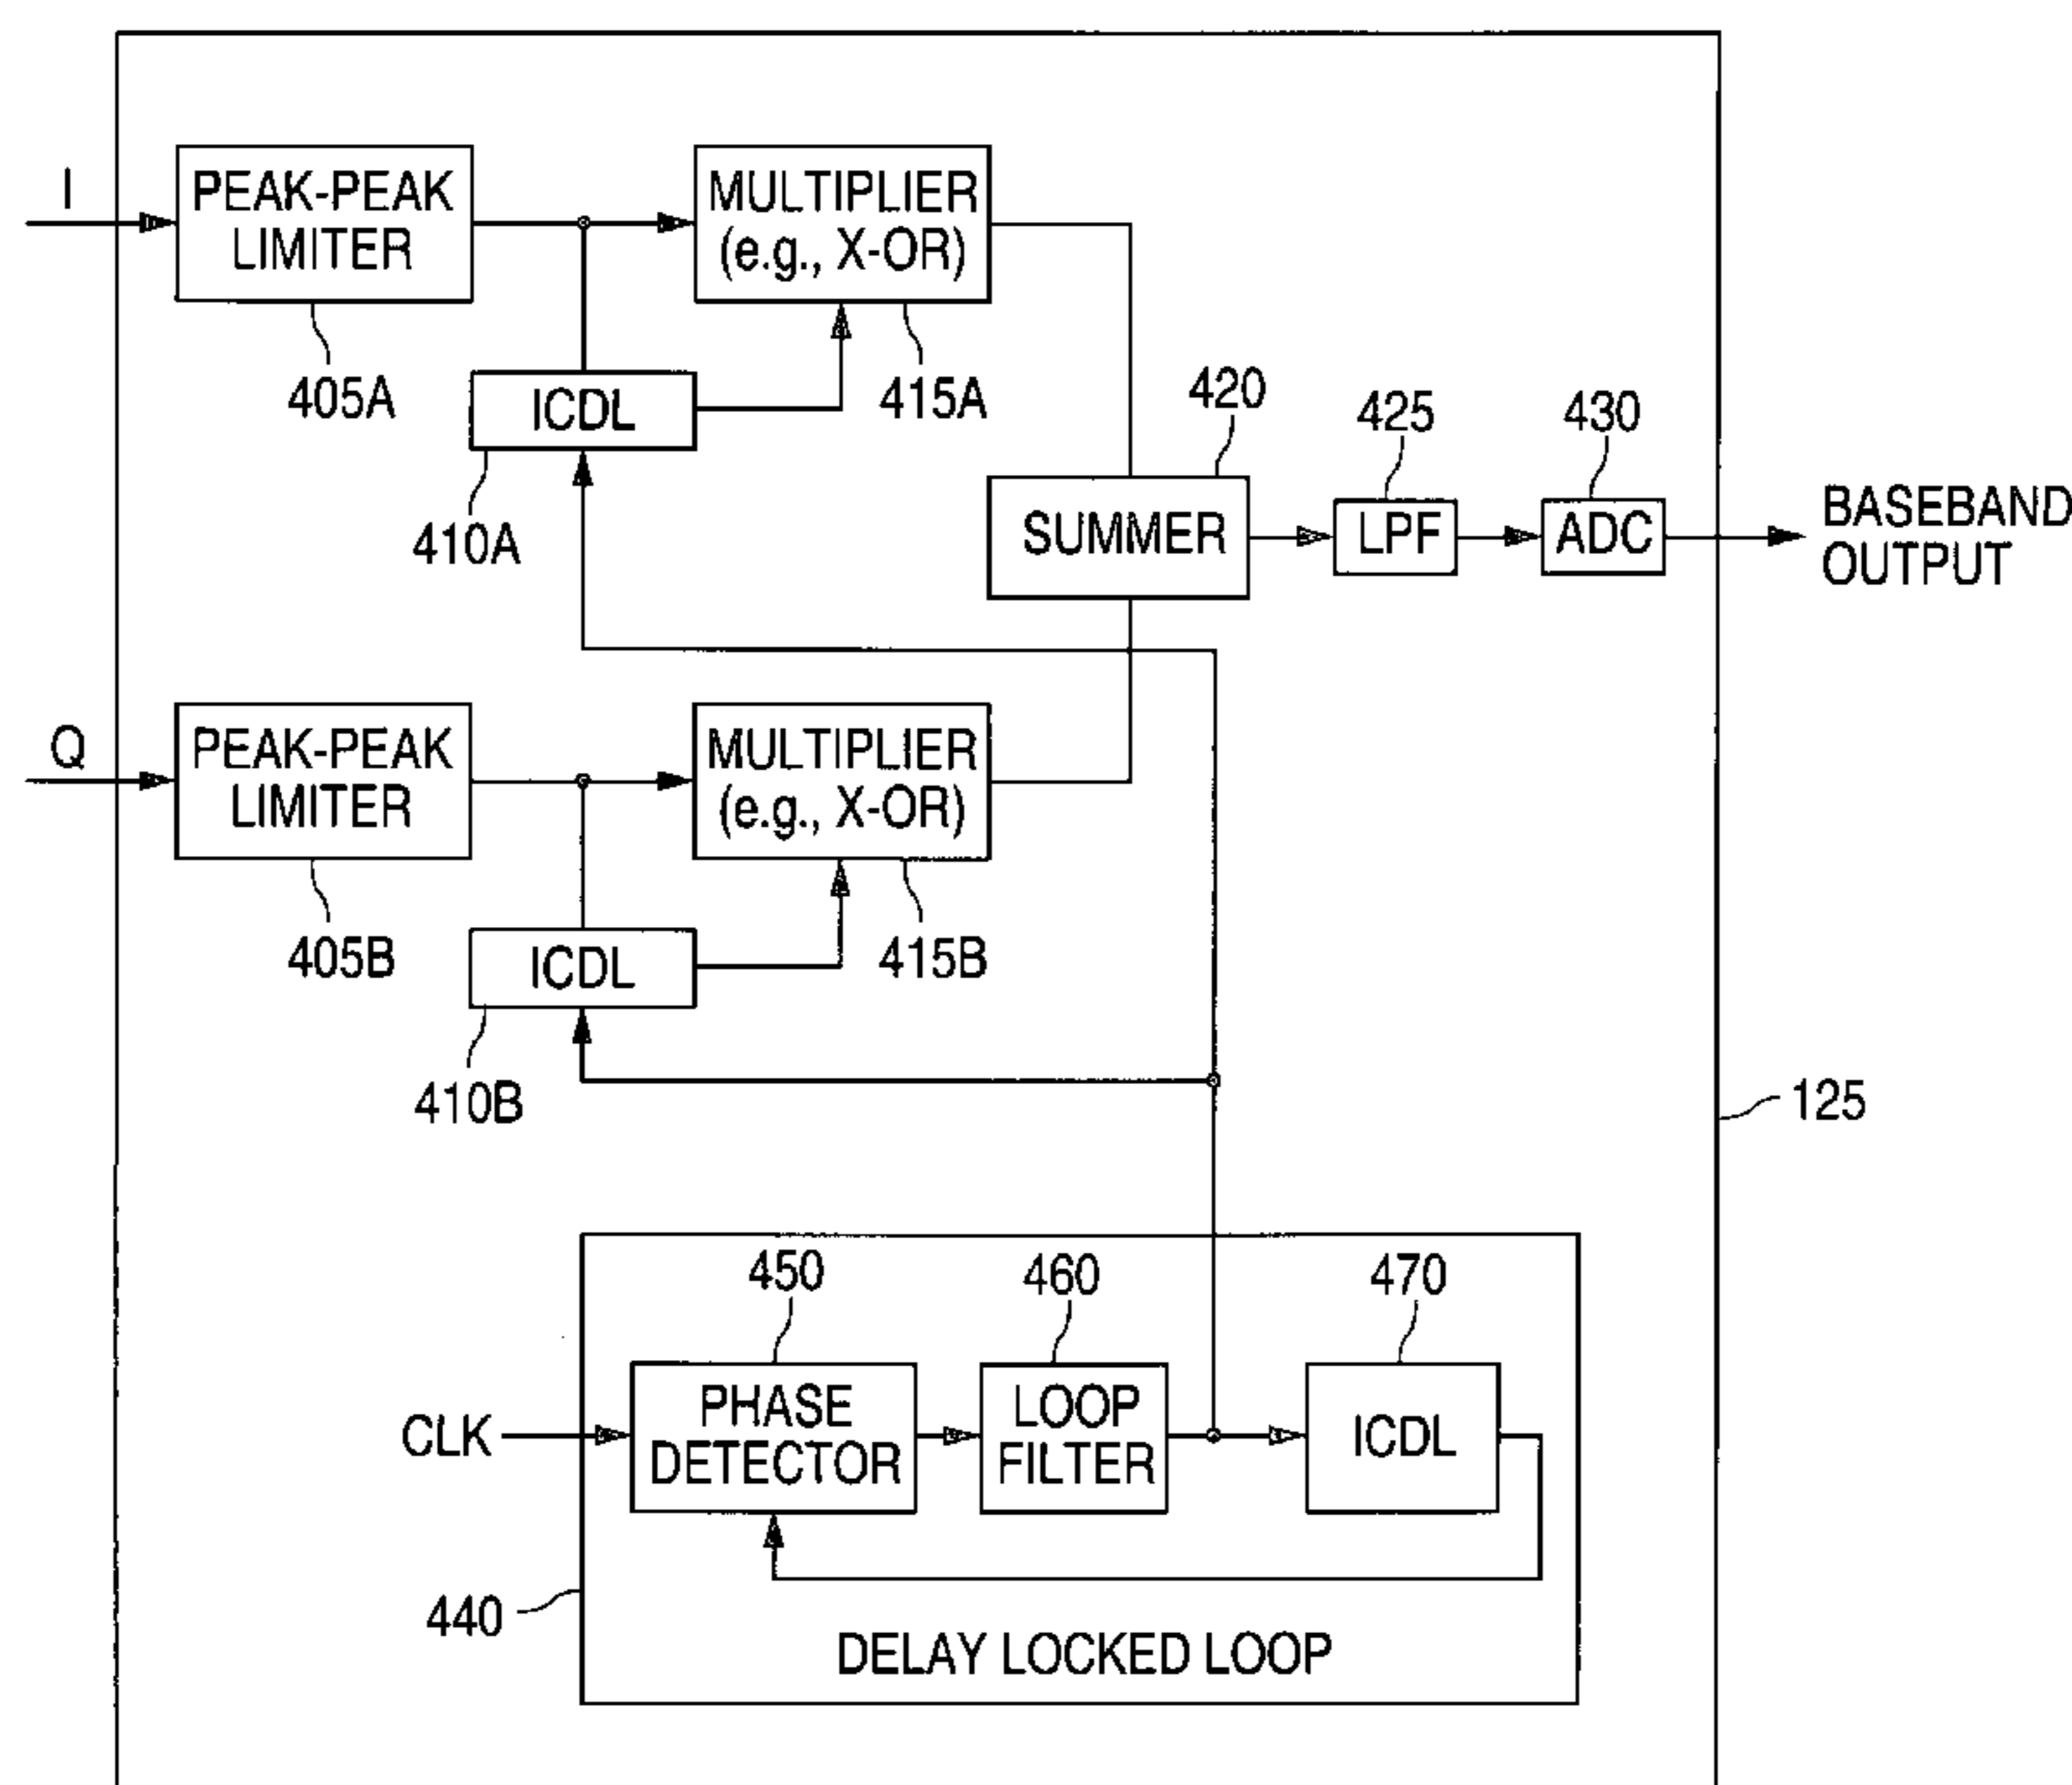 I
PEAK-PEAK
LIMITER
405A
MULTIPLIER
(e.g., X-OR)
415A
ICDL
410A
420
SUMMER
425
LPF
430
ADC
BASEBAND
OUTPUT
Q
PEAK-PEAK
LIMITER
405B
MULTIPLIER
(e.g., X-OR)
415B
ICDL
410B
125
450
460
470
CLK
PHASE
DETECTOR
LOOP
FILTER
ICDL
440
DELAY LOCKED LOOP